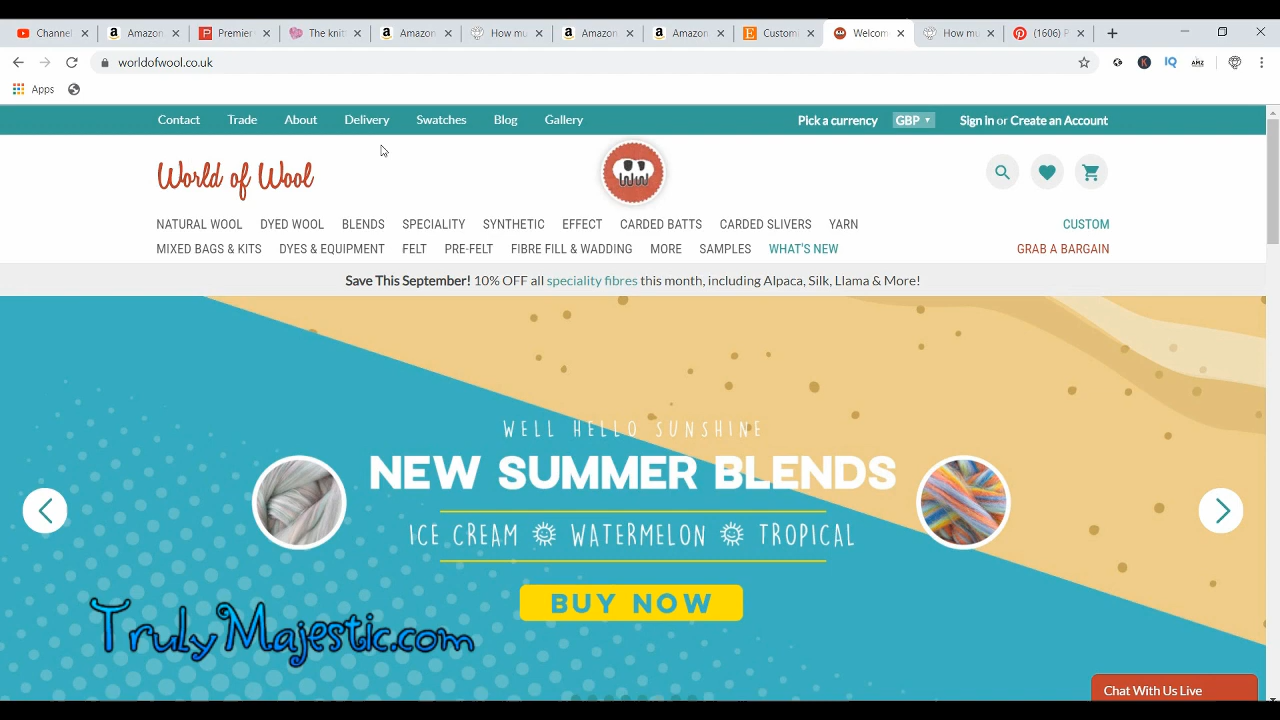 Channel
Amazon
Premier
The knitt
Amazon
How mu
Amazon
Amazon
Custom
Welcom
How mu
(1606) P
worldofwool.co.uk
IQ
AMZ
Apps
Contact Trade About Delivery Swatches Blog Gallery Pick a currency GBP Sign in or Create an Account
World of Wool
WW
NATURAL WOOL DYED WOOL BLENDS SPECIALITY SYNTHETIC EFFECT CARDED BATTS CARDED SLIVERS YARN CUSTOM
MIXED BAGS & KITS DYES & EQUIPMENT FELT PRE-FELT FIBRE FILL & WADDING MORE SAMPLES WHAT'S NEW GRAB A BARGAIN
Save This September! 10% OFF all speciality fibres this month, including Alpaca, Silk, Llama & More!
WELL HELLO SUNSHINE
NEW SUMMER BLENDS
ICE CREAM WATERMELON TROPICAL
BUY NOW
TrulyMajestic.com
Chat With Us Live